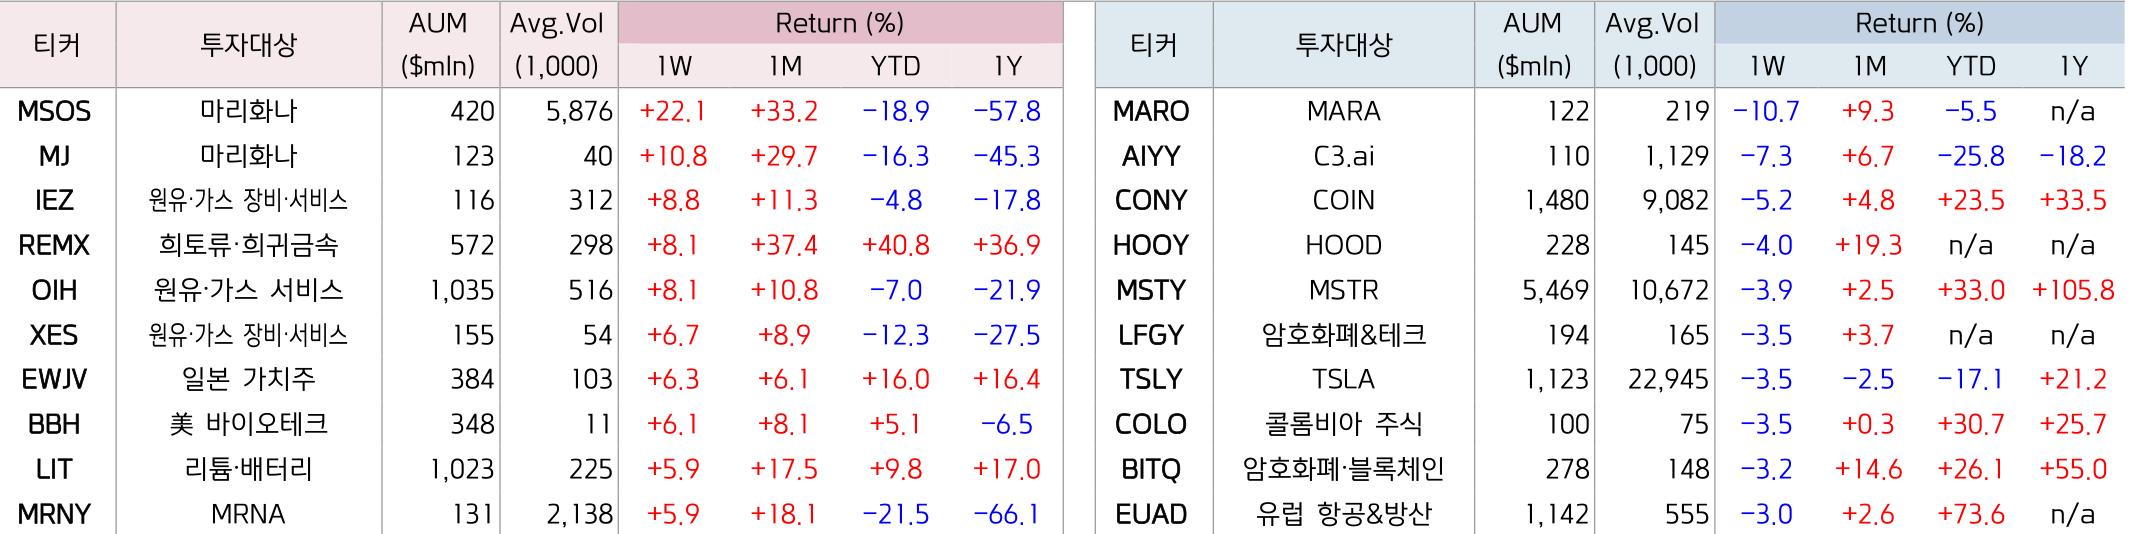 티커 투자대상 AUM ($mln) Avg.Vol (1,000) Return (%) 1W 1M YTD 1Y
MSOS 마리화나 420 5,876 +22.1 +33.2 −18.9 −57.8
MJ 마리화나 123 40 +10.8 +29.7 −16.3 −45.3
IEZ 원유·가스 장비·서비스 116 312 +8.8 +11.3 −4.8 −17.8
REMX 희토류·희귀금속 572 298 +8.1 +37.4 +40.8 +36.9
OIH 원유·가스 서비스 1,035 516 +8.1 +10.8 −7.0 −21.9
XES 원유·가스 장비·서비스 155 54 +6.7 +8.9 −12.3 −27.5
EWJV 일본 가치주 384 103 +6.3 +6.1 +16.0 +16.4
BBH 美 바이오테크 348 11 +6.1 +8.1 +5.1 −6.5
LIT 리튬·배터리 1,023 225 +5.9 +17.5 +9.8 +17.0
MRNY MRNA 131 2,138 +5.9 +18.1 −21.5 −66.1
티커 투자대상 AUM ($mln) Avg.Vol (1,000) Return (%) 1W 1M YTD 1Y
MARO MARA 122 219 −10.7 +9.3 −5.5 n/a
AIYY C3.ai 110 1,129 −7.3 +6.7 −25.8 −18.2
CONY COIN 1,480 9,082 −5.2 +4.8 +23.5 +33.5
HOOY HOOD 228 145 −4.0 +19.3 n/a n/a
MSTY MSTR 5,469 10,672 −3.9 +2.5 +33.0 +105.8
LFGY 암호화폐&테크 194 165 −3.5 +3.7 n/a n/a
TSLY TSLA 1,123 22,945 −3.5 −2.5 −17.1 +21.2
COLO 콜롬비아 주식 100 75 −3.5 +0.3 +30.7 +25.7
BITQ 암호화폐·블록체인 278 148 −3.2 +14.6 +26.1 +55.0
EUAD 유럽 항공&방산 1,142 555 −3.0 +2.6 +73.6 n/a